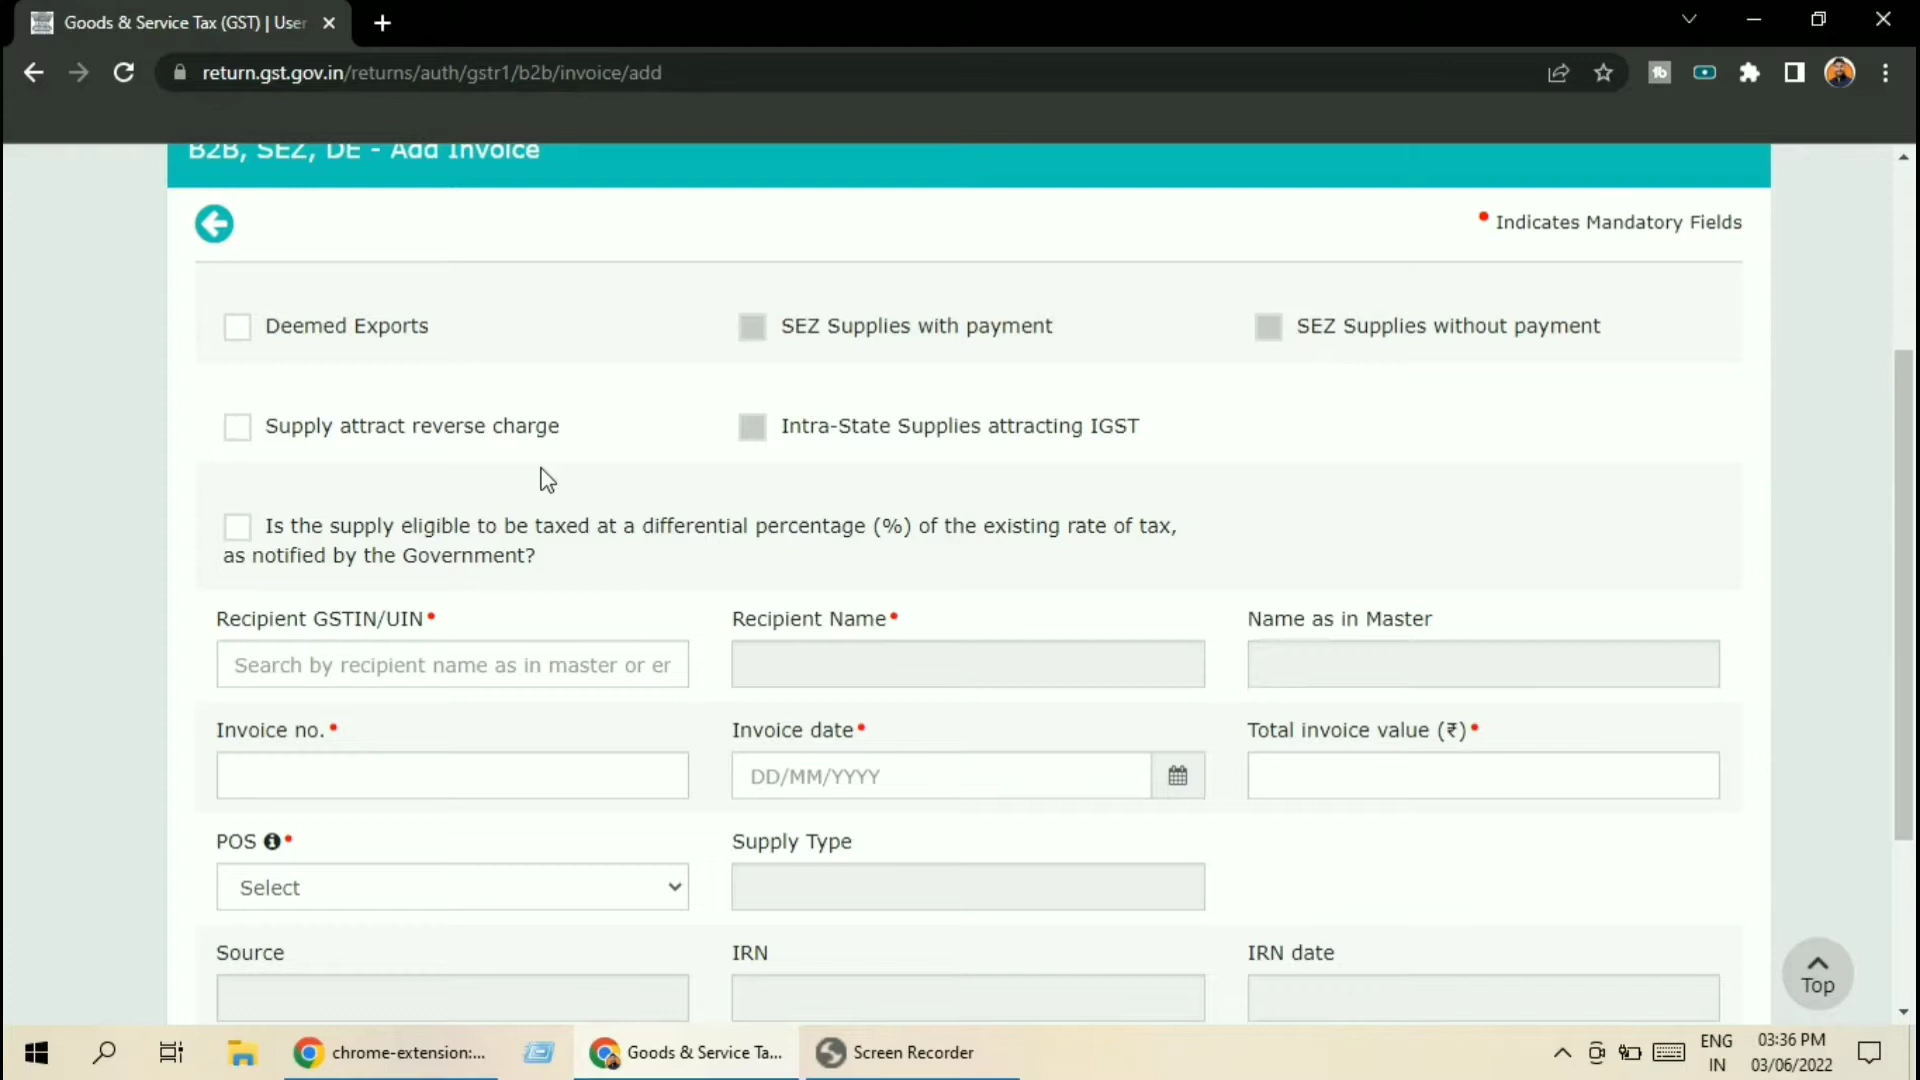 Goods & Service Tax (GST) | User
return.gst.gov.in/returns/auth/gstr1/b2b/invoice/add
B2B, SEZ, DE - Add Invoice
• Indicates Mandatory Fields
Deemed Exports
SEZ Supplies with payment
SEZ Supplies without payment
Supply attract reverse charge
Intra-State Supplies attracting IGST
Is the supply eligible to be taxed at a differential percentage (%) of the existing rate of tax,
as notified by the Government?
Recipient GSTIN/UIN•
Recipient Name•
Name as in Master
Search by recipient name as in master or er
Invoice no.•
Invoice date•
Total invoice value (₹)•
DD/MM/YYYY
POS •
Supply Type
Select
Source
IRN
IRN date
Top
chrome-extension:...
Goods & Service Ta...
Screen Recorder
ENG
IN
03:36 PM
03/06/2022